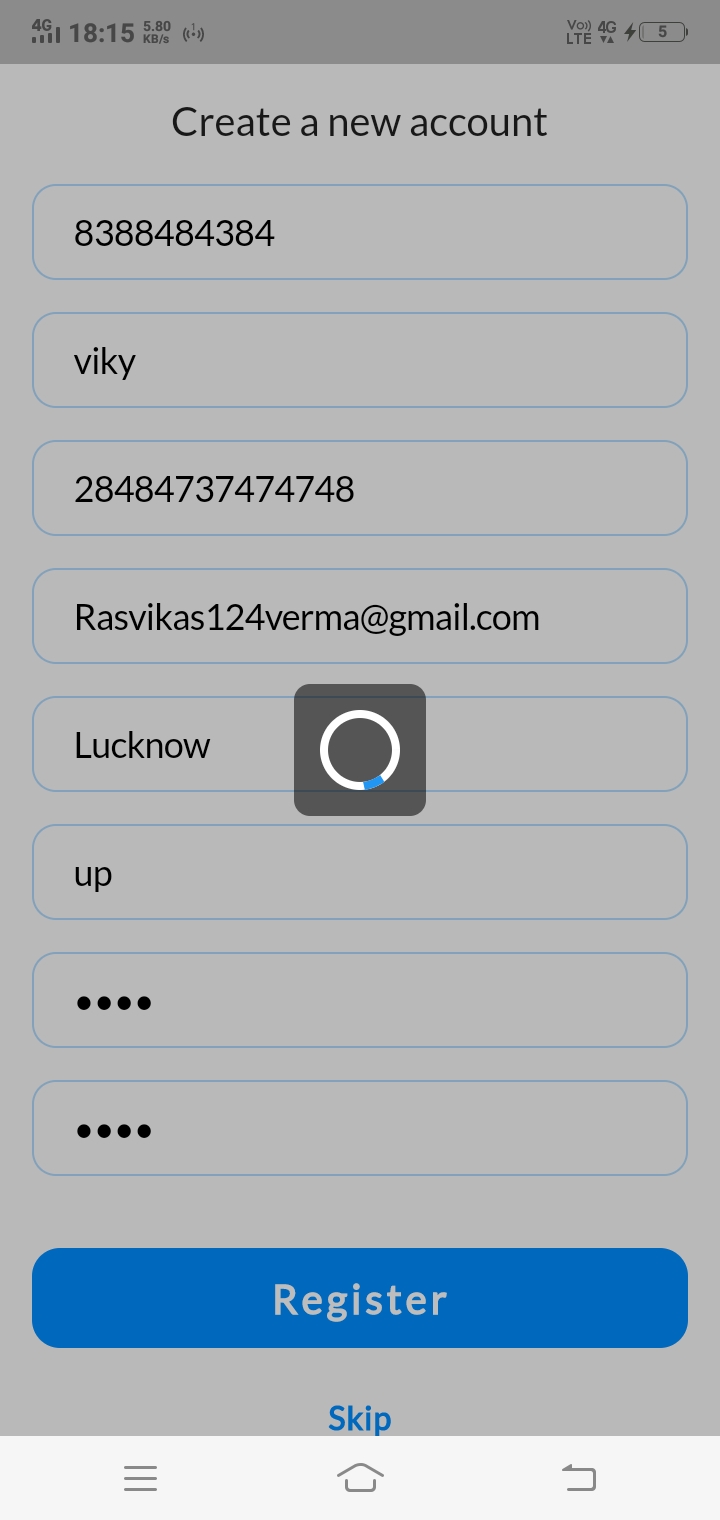 4G 18:15 5.80 KB/s 1 Vo)) LTE 4G 5
Create a new account
8388484384
viky
28484737474748
Rasvikas124verma@gmail.com
Lucknow
up
••••
••••
Register
Skip